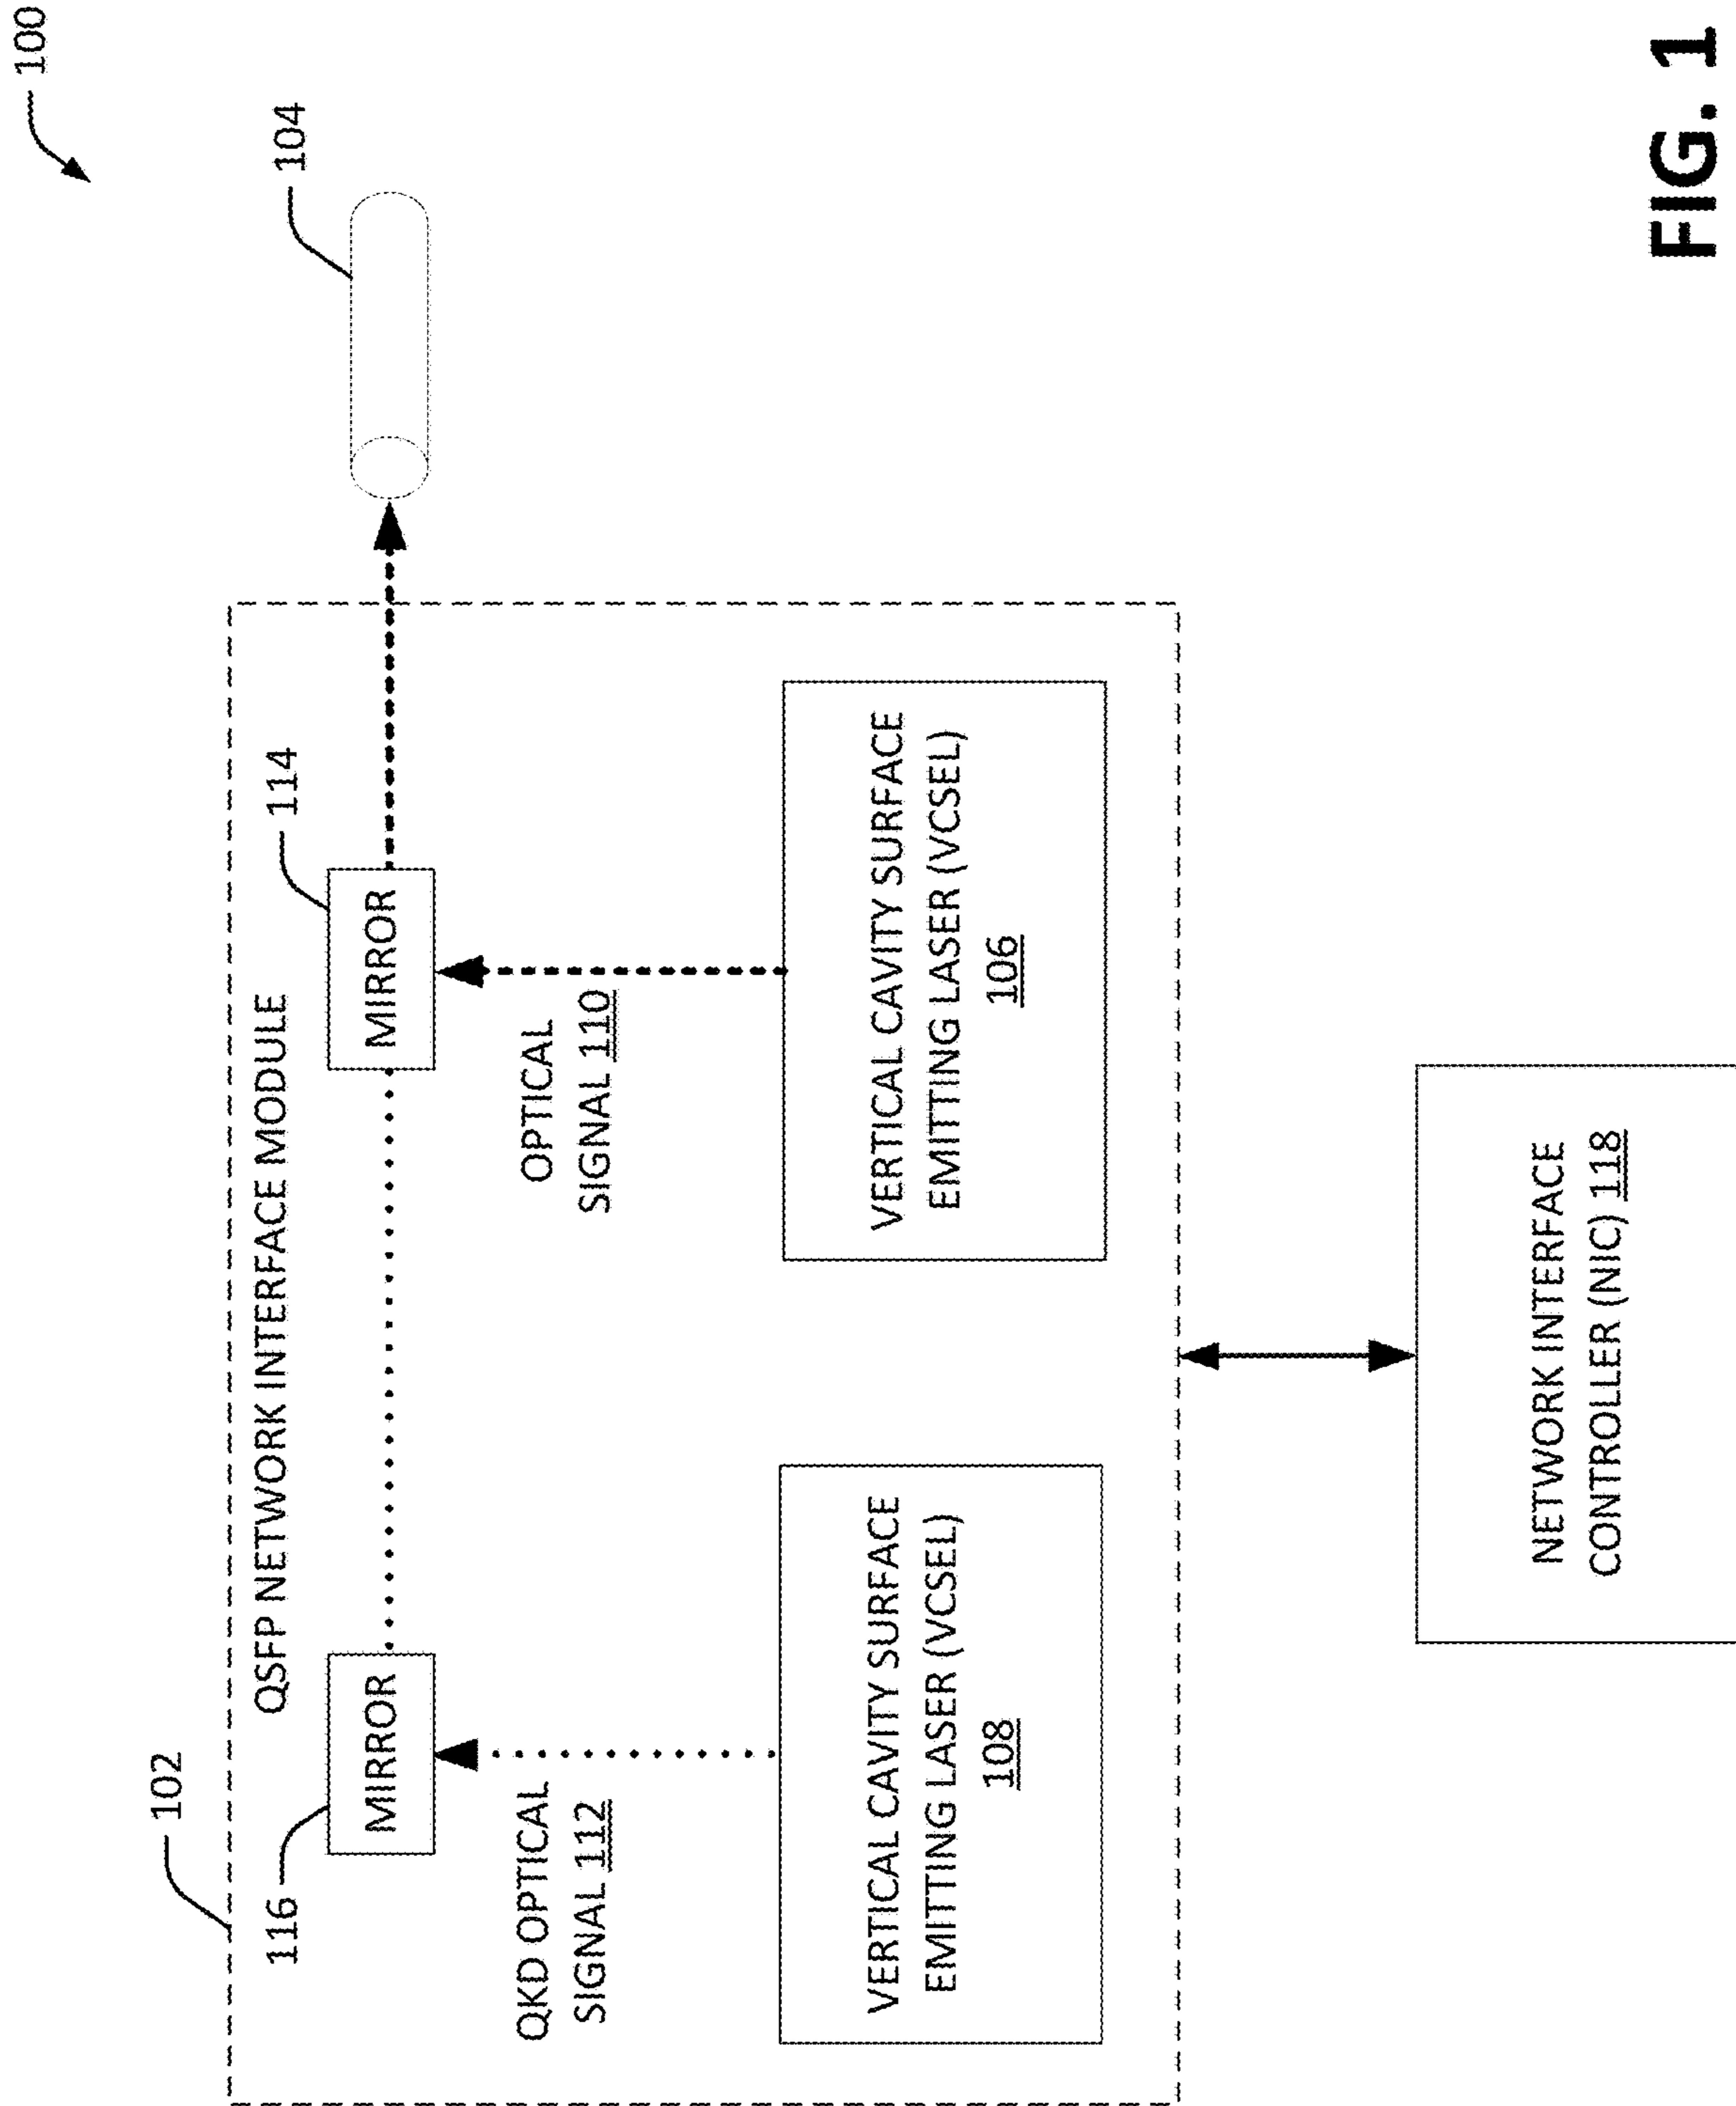 100
102
QSFP NETWORK INTERFACE MODULE
116
MIRROR
114
MIRROR
104
QKD OPTICAL
SIGNAL 112
OPTICAL
SIGNAL 110
VERTICAL CAVITY SURFACE
EMITTING LASER (VCSEL)
108
VERTICAL CAVITY SURFACE
EMITTING LASER (VCSEL)
106
NETWORK INTERFACE
CONTROLLER (NIC) 118
FIG. 1